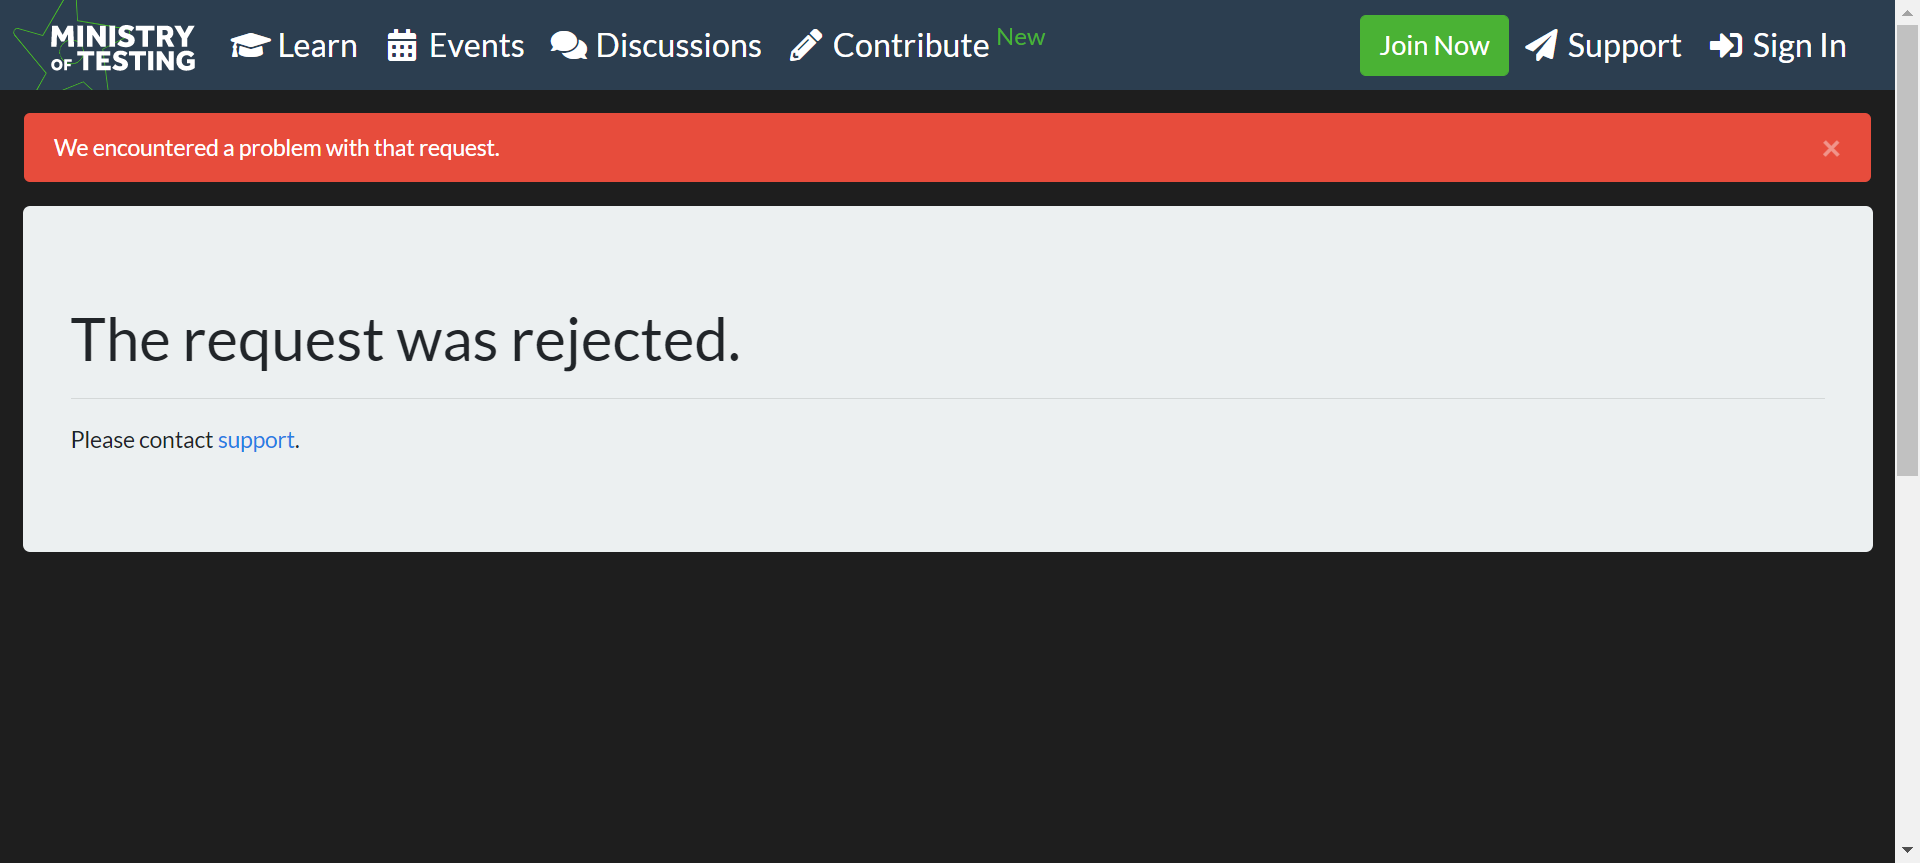 MINISTRY
OF TESTING
Learn
Events
Discussions
Contribute New
Join Now
Support
Sign In
We encountered a problem with that request.
×
The request was rejected.
Please contact support.